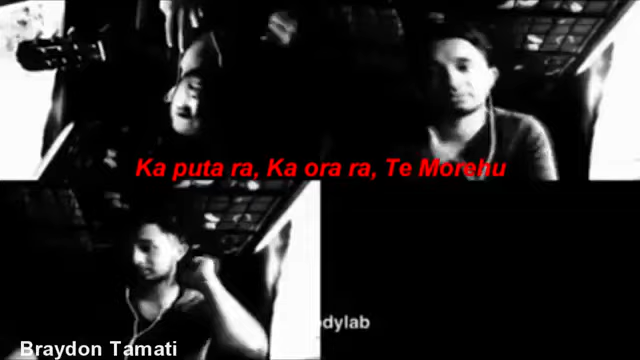 Ka puta ra, Ka ora ra, Te Morehu
dylab
Braydon Tamati